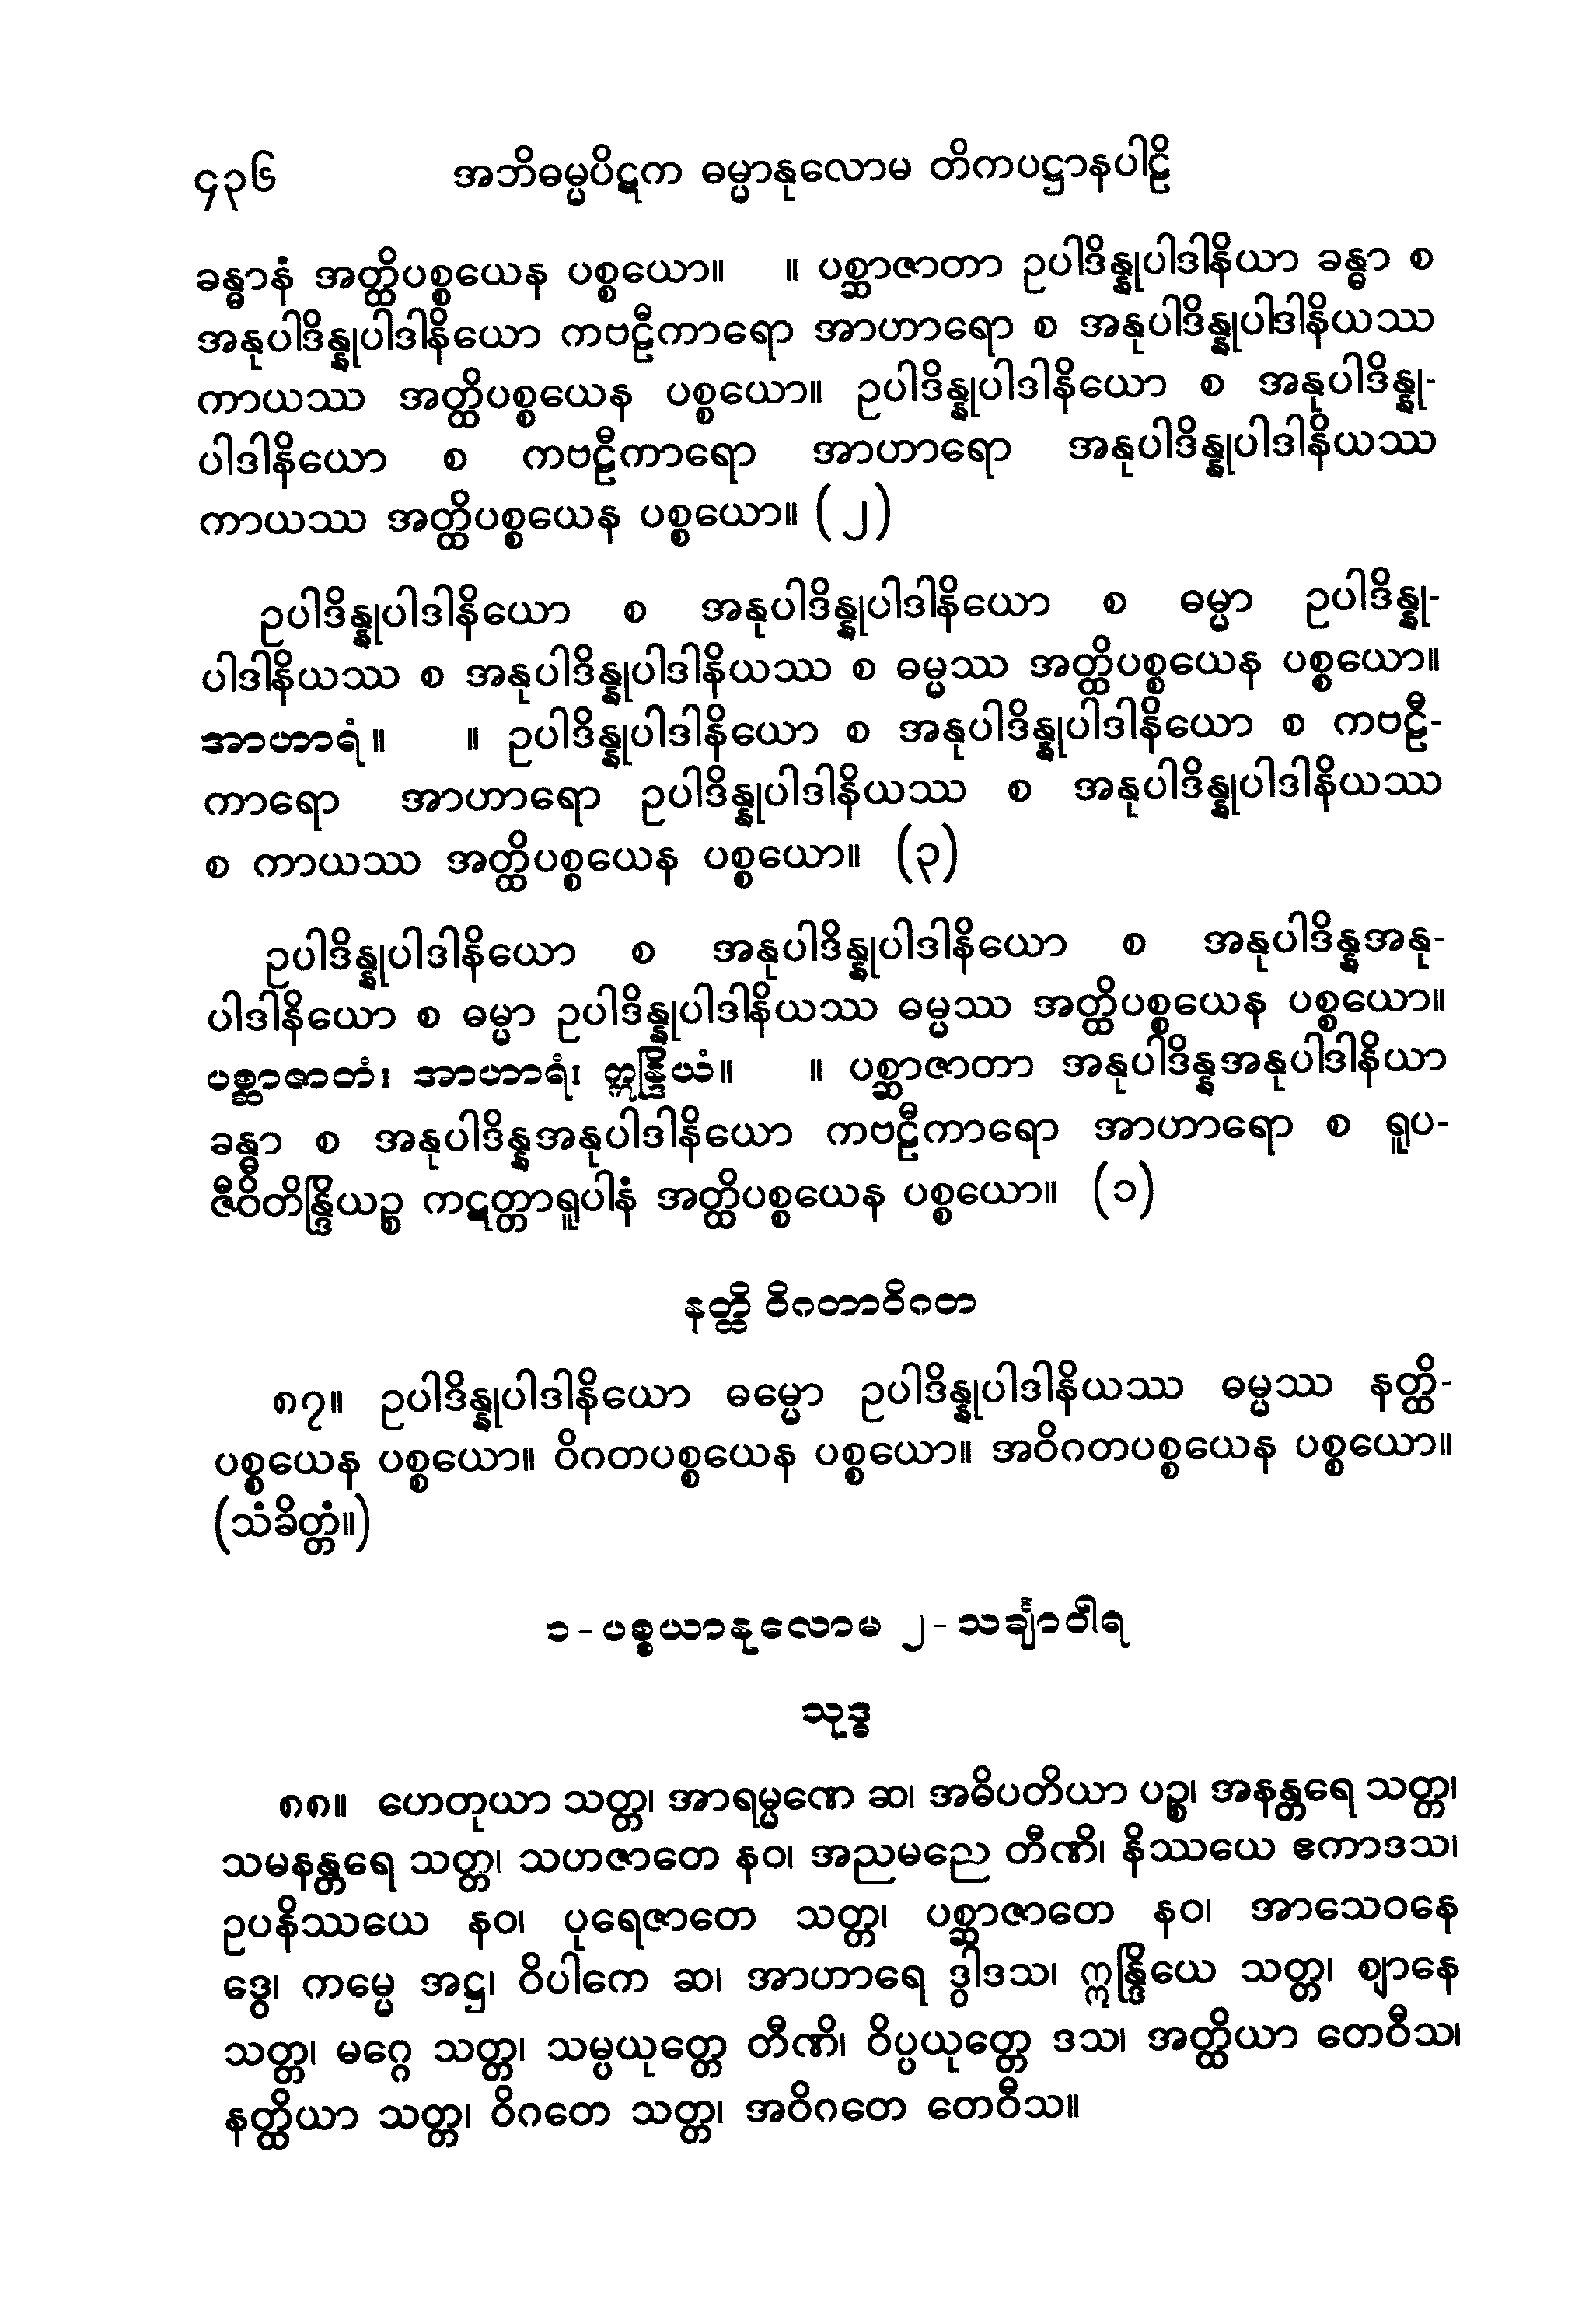 ၄၃၆ အဘိဓမ္မပိဋက ဓမ္မာနုလောမ တိကပဋ္ဌာနပါဠိ
ခန္ဓာနံ အတ္ထိပစ္စယေန ပစ္စယော။ ။ ပစ္ဆာဇာတာ ဥပါဒိန္နုပါဒါနိယာ ခန္ဓာ စ
အနုပါဒိန္နုပါဒါနိယော ကဗဠီကာရော အာဟာရော စ အနုပါဒိန္နုပါဒါနိယဿ
ကာယဿ အတ္ထိပစ္စယေန ပစ္စယော။ ဥပါဒိန္နုပါဒါနိယော စ အနုပါဒိန္နု-
ပါဒါနိယော စ ကဗဠီကာရော အာဟာရော အနုပါဒိန္နုပါဒါနိယဿ
ကာယဿ အတ္ထိပစ္စယေန ပစ္စယော။ (၂)
ဥပါဒိန္နုပါဒါနိယော စ အနုပါဒိန္နုပါဒါနိယော စ ဓမ္မာ ဥပါဒိန္နု-
ပါဒါနိယဿ စ အနုပါဒိန္နုပါဒါနိယဿ စ ဓမ္မဿ အတ္ထိပစ္စယေန ပစ္စယော။
အာဟာရံ။ ။ ဥပါဒိန္နုပါဒါနိယော စ အနုပါဒိန္နုပါဒါနိယော စ ကဗဠီ-
ကာရော အာဟာရော ဥပါဒိန္နုပါဒါနိယဿ စ အနုပါဒိန္နုပါဒါနိယဿ
စ ကာယဿ အတ္ထိပစ္စယေန ပစ္စယော။ (၃)
ဥပါဒိန္နုပါဒါနိယော စ အနုပါဒိန္နုပါဒါနိယော စ အနုပါဒိန္နအနု-
ပါဒါနိယော စ ဓမ္မာ ဥပါဒိန္နုပါဒါနိယဿ ဓမ္မဿ အတ္ထိပစ္စယေန ပစ္စယော။
ပစ္ဆာဇာတံ၊ အာဟာရံ၊ ဣန္ဒြိယံ။ ။ ပစ္ဆာဇာတာ အနုပါဒိန္နအနုပါဒါနိယာ
ခန္ဓာ စ အနုပါဒိန္နအနုပါဒါနိယော ကဗဠီကာရော အာဟာရော စ ရူပ-
ဇီဝိတိန္ဒြိယဉ္စ ကဋတ္တာရူပါနံ အတ္ထိပစ္စယေန ပစ္စယော။ (၁)
နတ္ထိ ဝိဂတာဝိဂတ
၈၇။ ဥပါဒိန္နုပါဒါနိယော ဓမ္မော ဥပါဒိန္နုပါဒါနိယဿ ဓမ္မဿ နတ္ထိ-
ပစ္စယေန ပစ္စယော။ ဝိဂတပစ္စယေန ပစ္စယော။ အဝိဂတပစ္စယေန ပစ္စယော။
(သံခိတ္တံ။)
၁-ပစ္စယာနုလောမ ၂-သင်္ချာဝါရ
သုဒ္ဓ
၈၈။ ဟေတုယာ သတ္တ၊ အာရမ္မဏေ ဆ၊ အဓိပတိယာ ပဉ္စ၊ အနန္တရေ သတ္တ၊
သမနန္တရေ သတ္တ၊ သဟဇာတေ နဝ၊ အညမညေ တီဏိ၊ နိဿယေ ဧကာဒသ၊
ဥပနိဿယေ နဝ၊ ပုရေဇာတေ သတ္တ၊ ပစ္ဆာဇာတေ နဝ၊ အာသေဝနေ
ဒွေ၊ ကမ္မေ အဋ္ဌ၊ ဝိပါကေ ဆ၊ အာဟာရေ ဒွါဒသ၊ ဣန္ဒြိယေ သတ္တ၊ ဈာနေ
သတ္တ၊ မဂ္ဂေ သတ္တ၊ သမ္ပယုတ္တေ တီဏိ၊ ဝိပ္ပယုတ္တေ ဒသ၊ အတ္ထိယာ တေဝီသ၊
နတ္ထိယာ သတ္တ၊ ဝိဂတေ သတ္တ၊ အဝိဂတေ တေဝီသ။